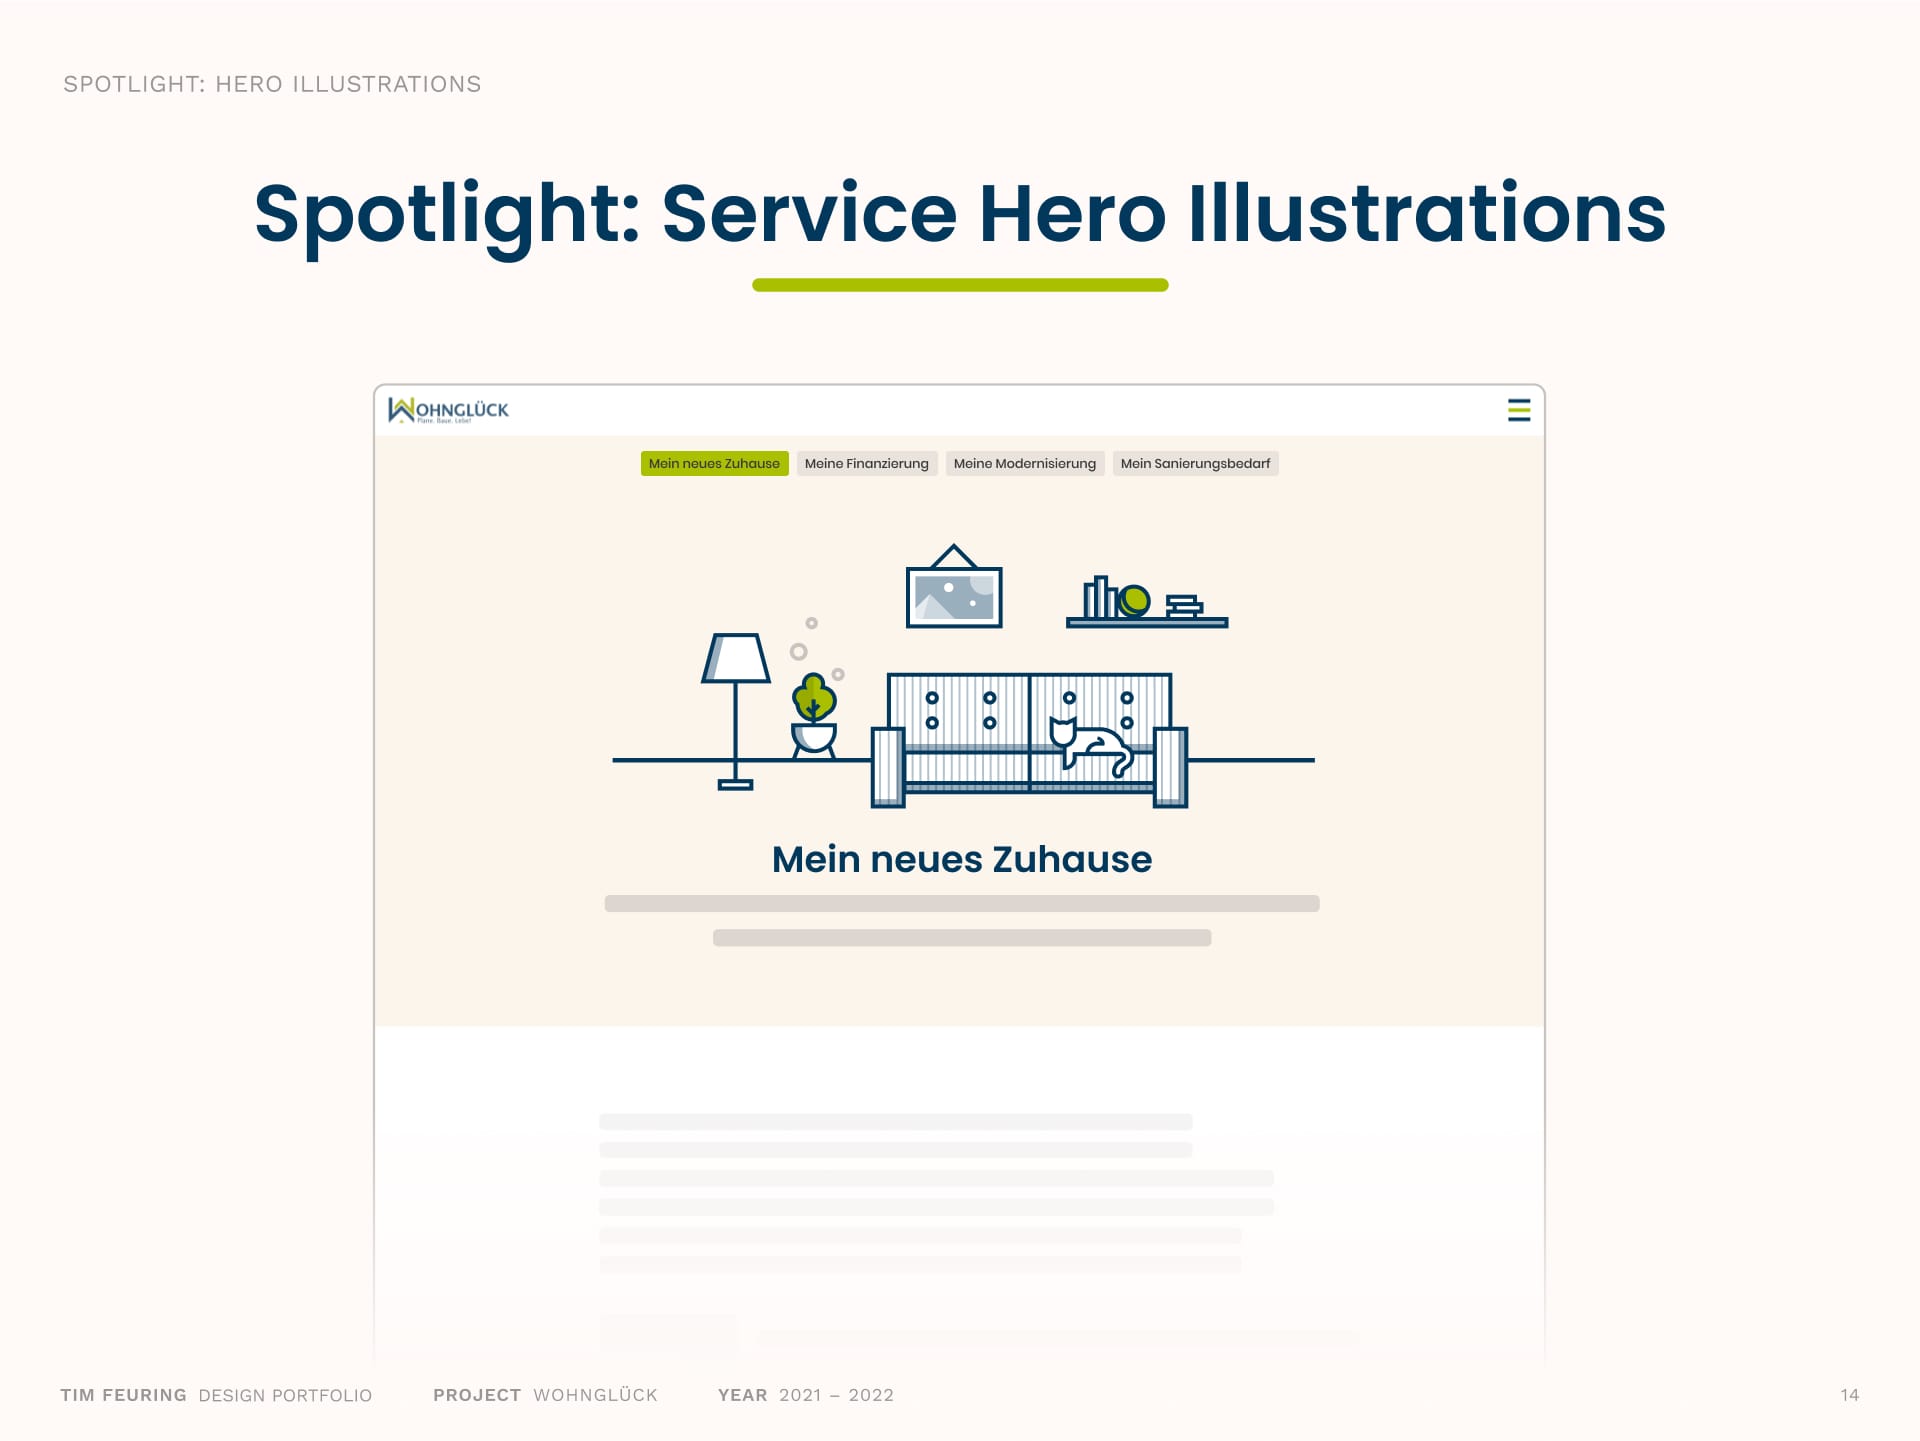 SPOTLIGHT: HERO ILLUSTRATIONS
Spotlight: Service Hero Illustrations
WOHNGLÜCK
Plane. Baue. Lebe!
Mein neues Zuhause Meine Finanzierung Meine Modernisierung Mein Sanierungsbedarf
Mein neues Zuhause
TIM FEURING DESIGN PORTFOLIO PROJECT WOHNGLÜCK YEAR 2021 – 2022 14